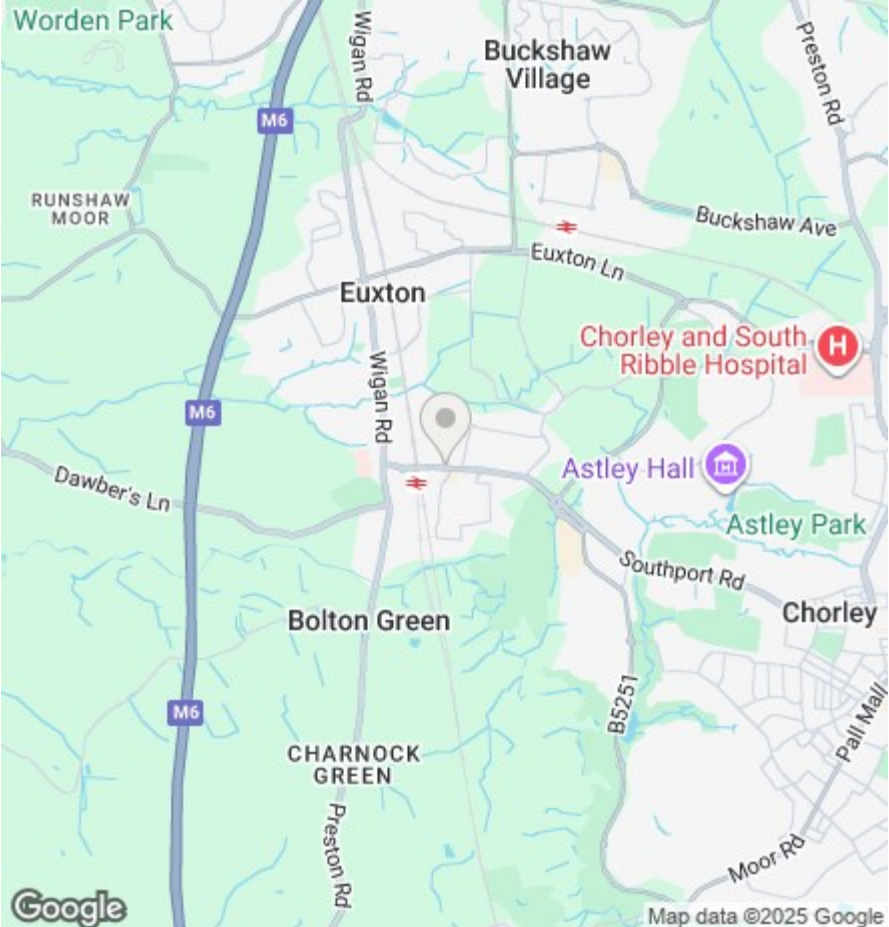 Worden Park
Wigan Rd
Buckshaw
Village
Preston Rd
M6
RUNSHAW
MOOR
Buckshaw Ave
Euxton Ln
Euxton
Chorley and South
Ribble Hospital
H
Wigan Rd
M6
Astley Hall
Dawber's Ln
Astley Park
Southport Rd
Bolton Green
Chorley
B5251
M6
Pall Mall
CHARNOCK
GREEN
Preston Rd
Moor Rd
Google
Map data ©2025 Google